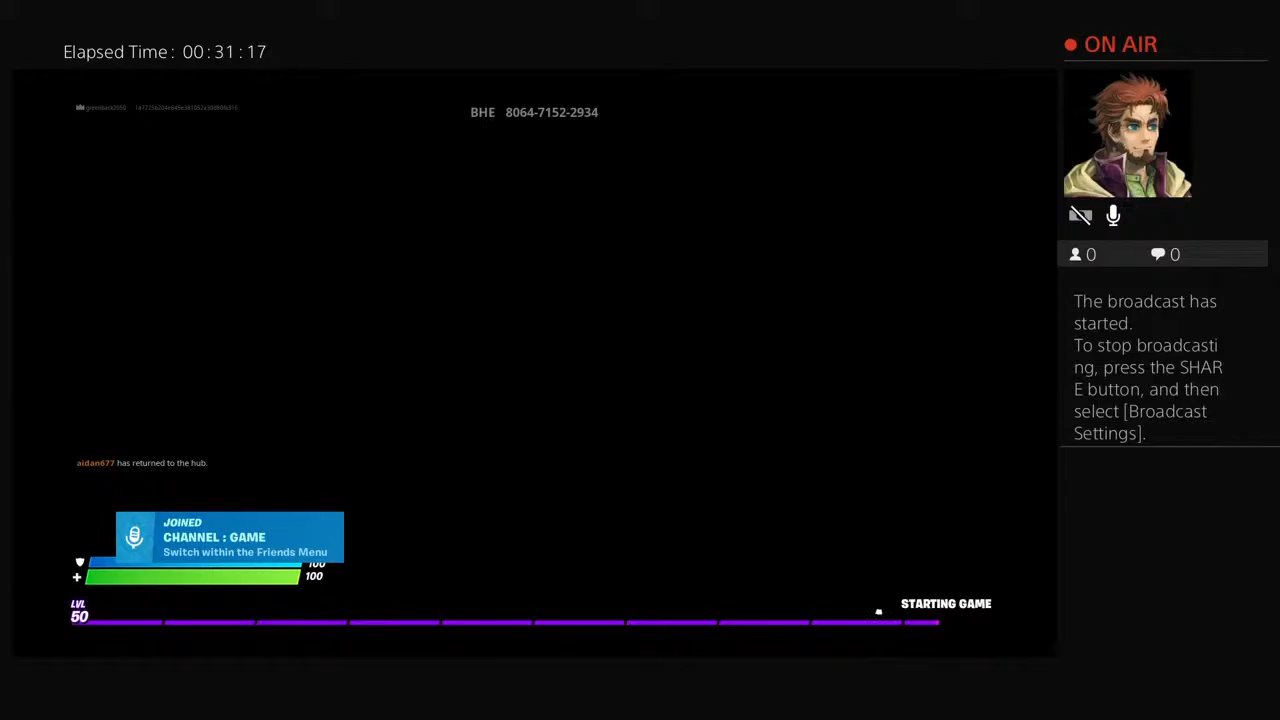 Elapsed Time: 00:31:17
ON AIR
BHE 8064-7152-2934
0 0
The broadcast has
started.
To stop broadcasti
ng, press the SHAR
E button, and then
select [Broadcast
Settings].
aidan677 has returned to the hub.
JOINED
CHANNEL : GAME
Switch within the Friends Menu
100
100
LVL
50
STARTING GAME